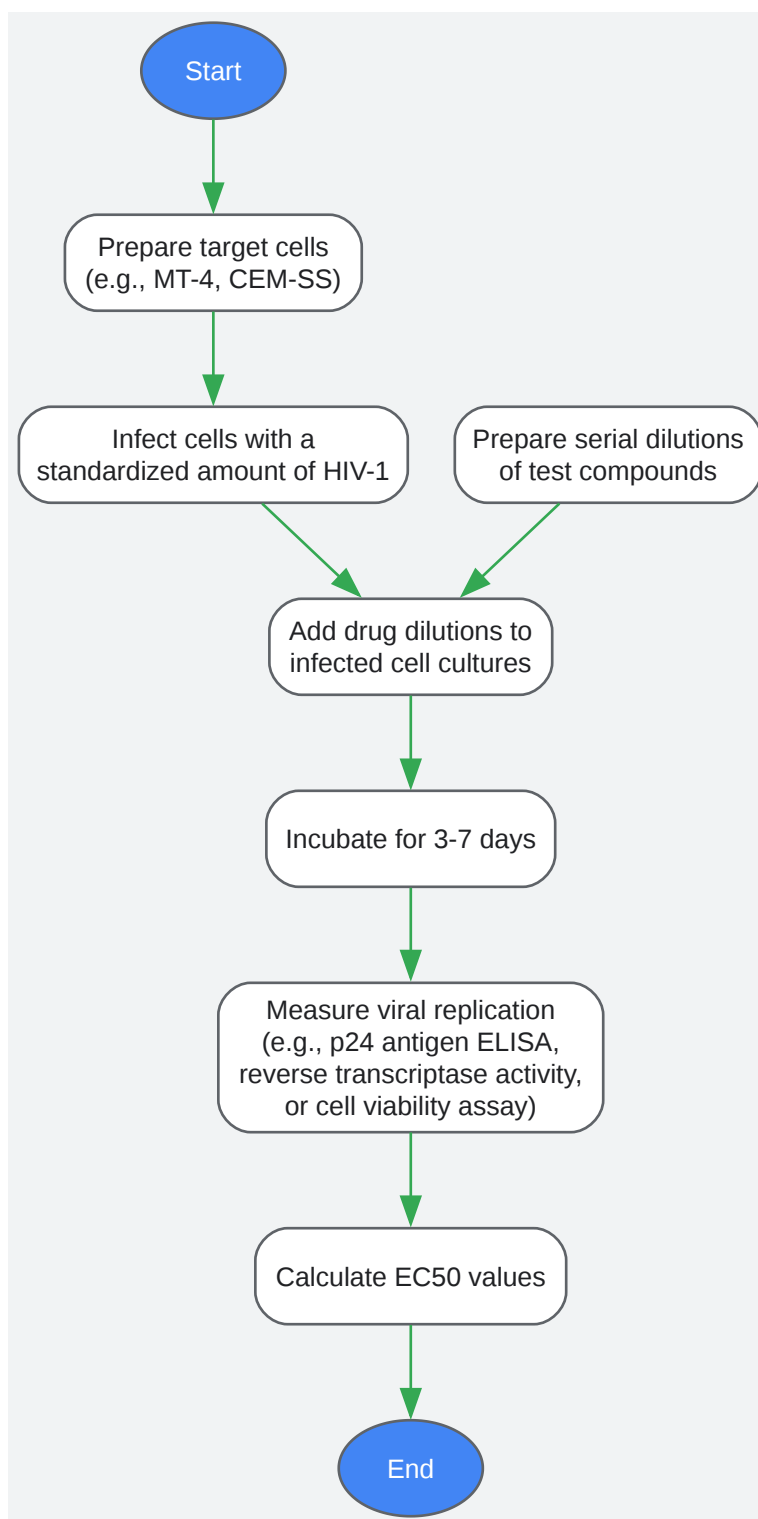 Start
Prepare target cells
(e.g., MT-4, CEM-SS)
Infect cells with a
standardized amount of HIV-1
Prepare serial dilutions
of test compounds
Add drug dilutions to
infected cell cultures
Incubate for 3-7 days
Measure viral replication
(e.g., p24 antigen ELISA,
reverse transcriptase activity,
or cell viability assay)
Calculate EC50 values
End